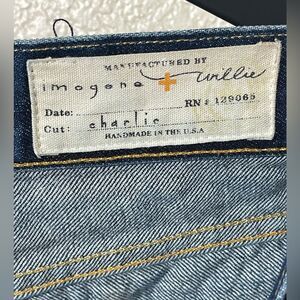 MANUFACTURED BY
imogene + willie
Date: RN # 129065
Cut: charlie
HANDMADE IN THE U.S.A